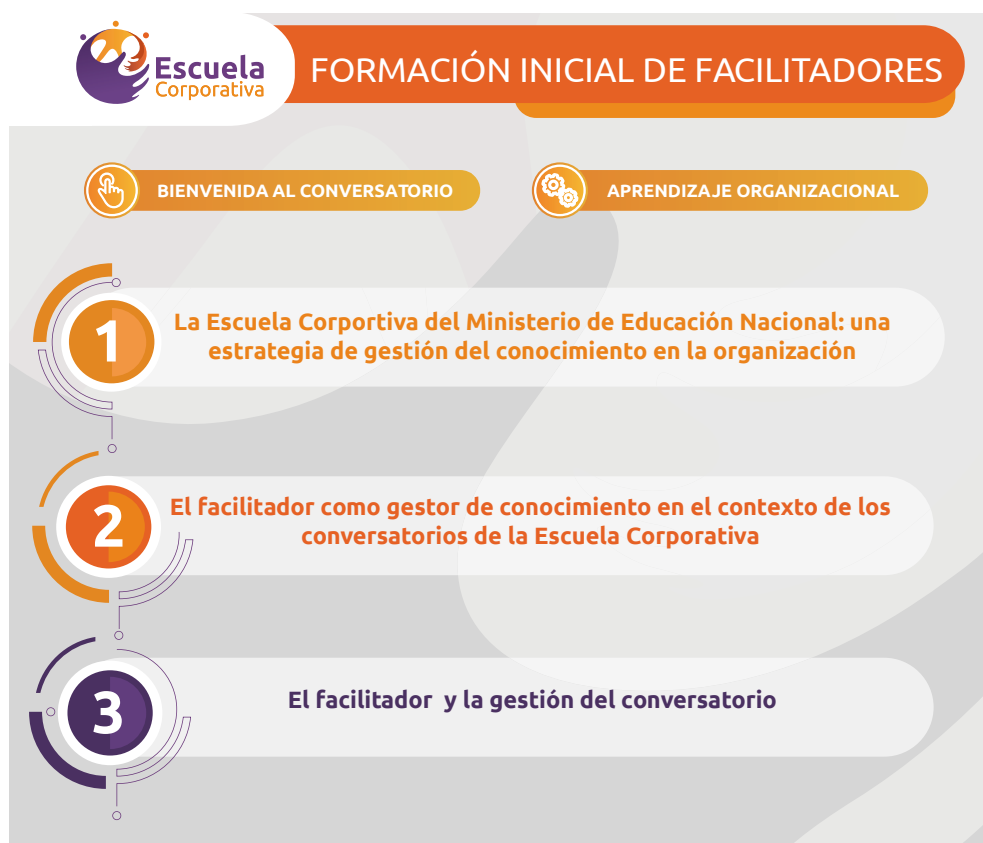 Escuela
Corporativa
FORMACIÓN INICIAL DE FACILITADORES
BIENVENIDA AL CONVERSATORIO
APRENDIZAJE ORGANIZACIONAL
1
La Escuela Corportiva del Ministerio de Educación Nacional: una
estrategia de gestión del conocimiento en la organización
2
El facilitador como gestor de conocimiento en el contexto de los
conversatorios de la Escuela Corporativa
3
El facilitador y la gestión del conversatorio